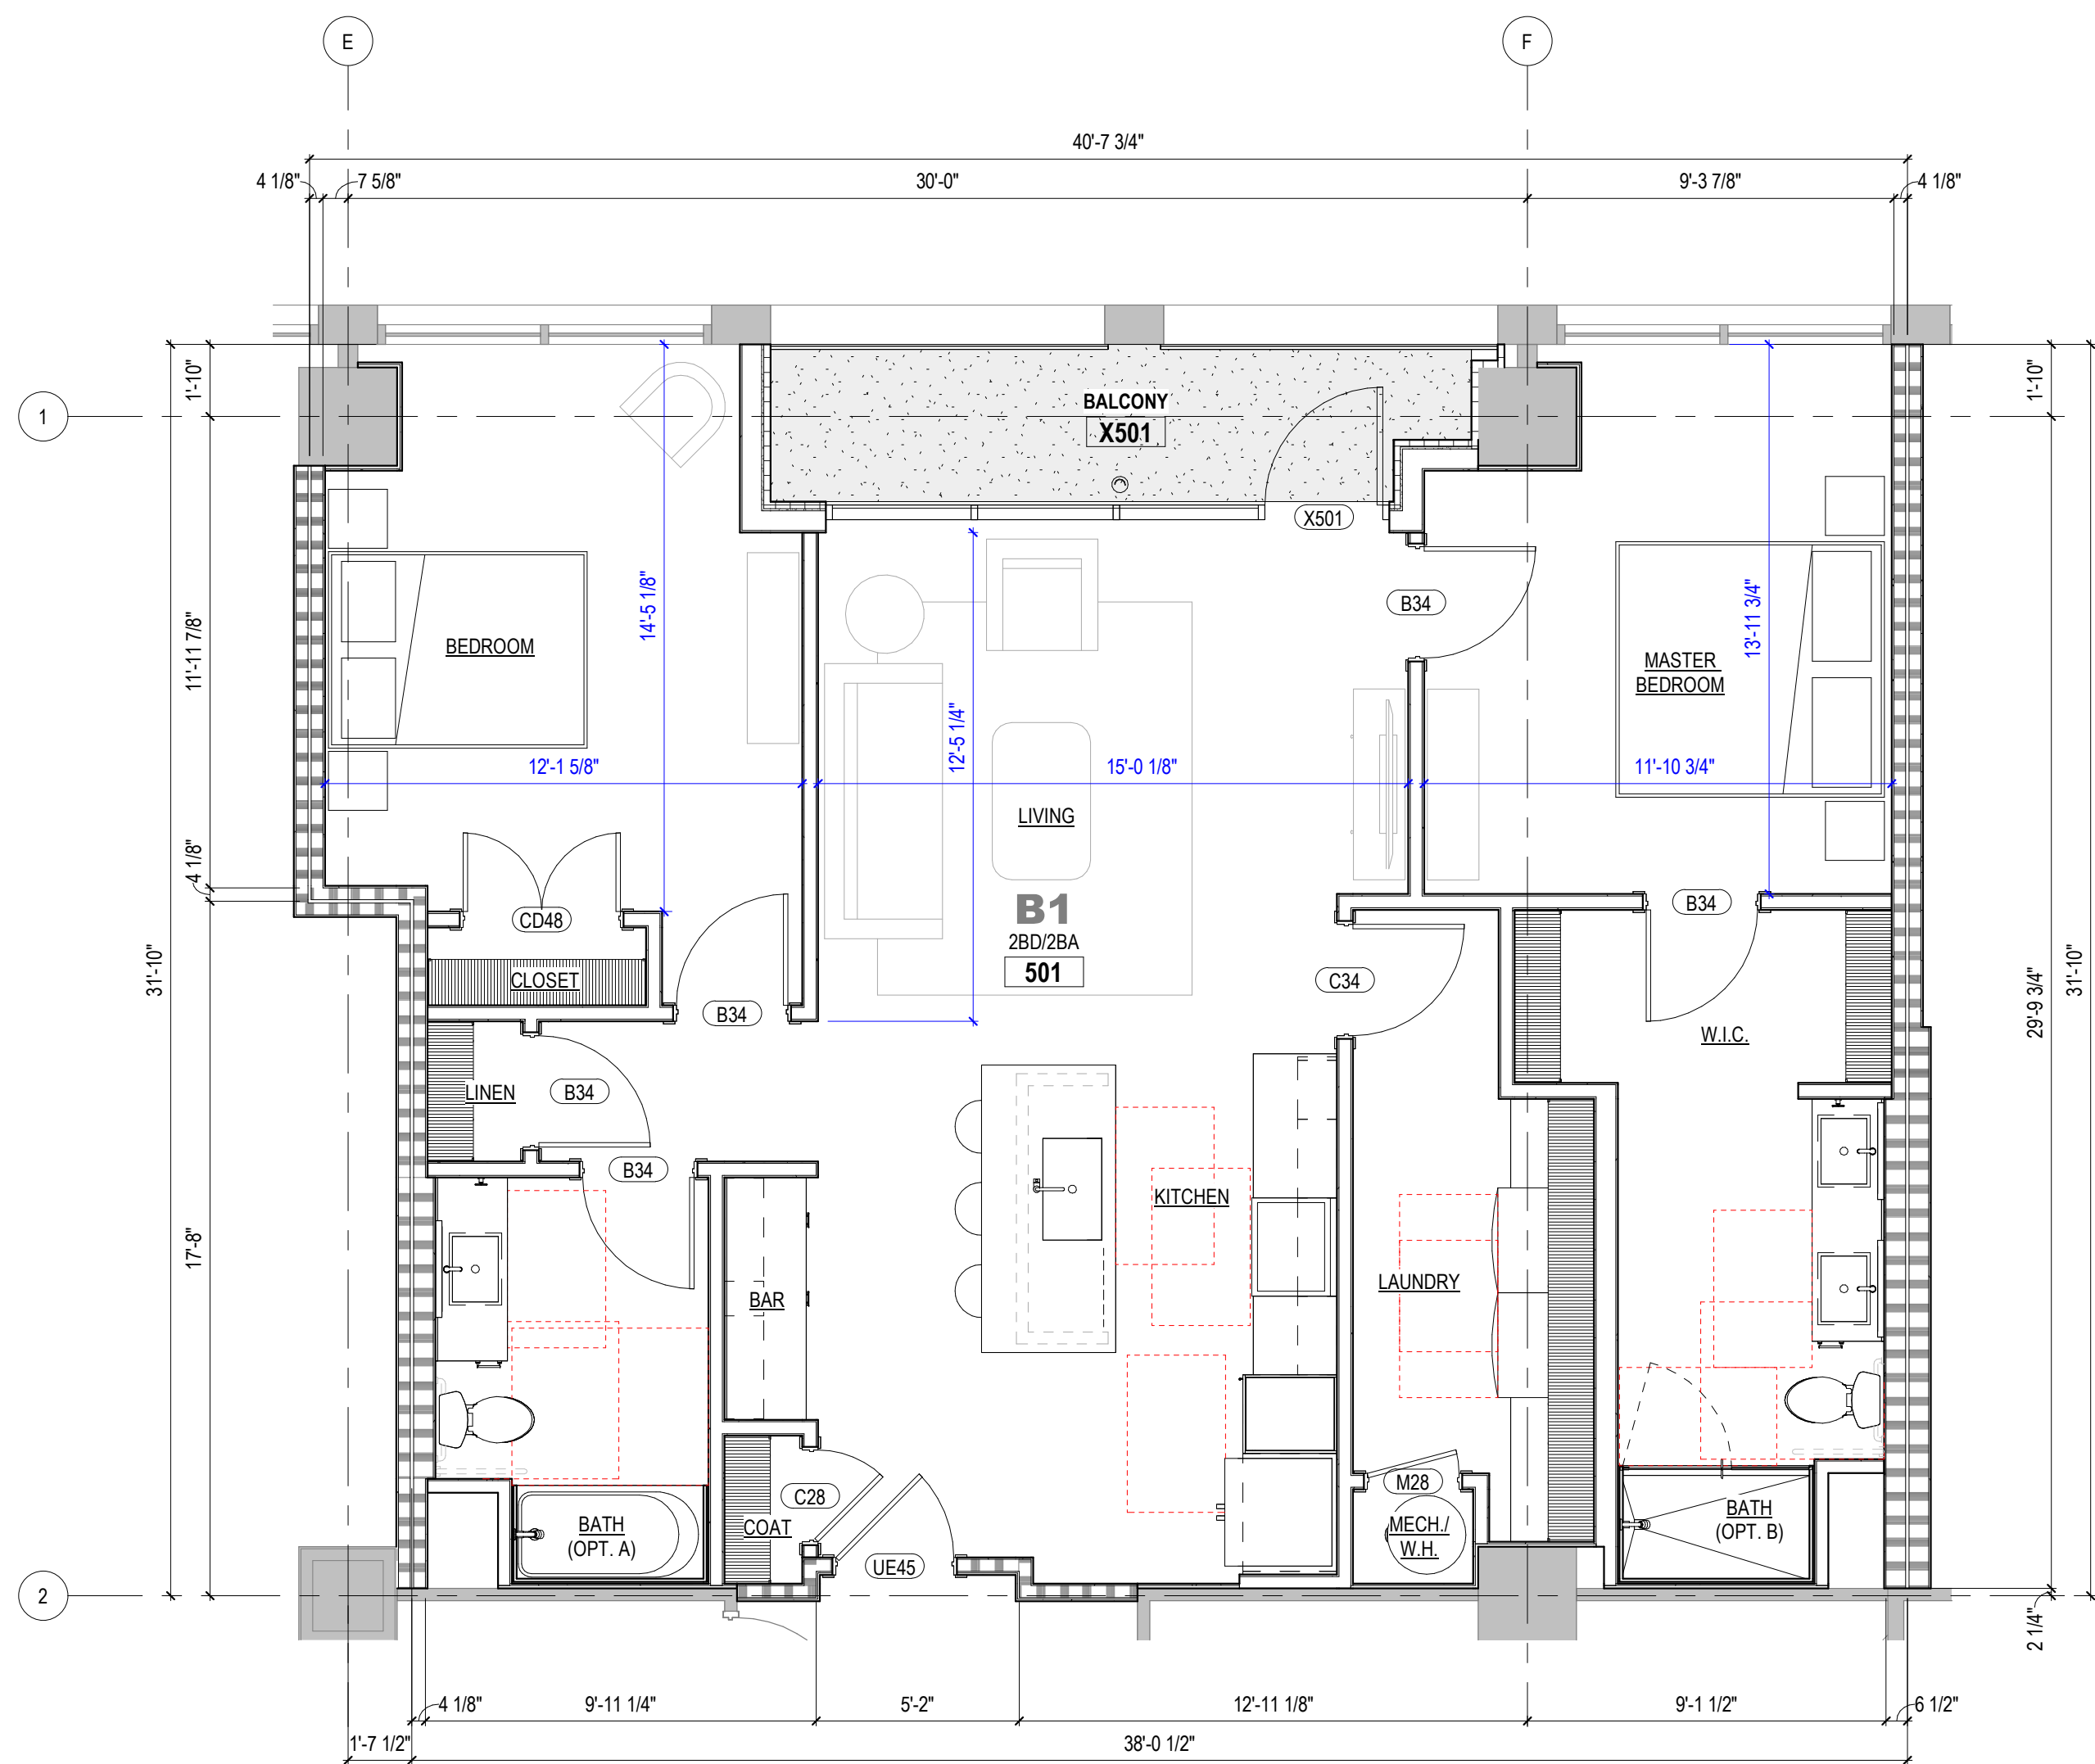 E
F
40'-7 3/4"
4 1/8"
7 5/8"
30'-0"
9'-3 7/8"
4 1/8"
1
1'-10"
1'-10"
BALCONY
X501
X501
B34
11'-11 7/8"
14'-5 1/8"
13'-11 3/4"
BEDROOM
MASTER
BEDROOM
12'-5 1/4"
12'-1 5/8"
15'-0 1/8"
11'-10 3/4"
LIVING
4 1/8"
B1
2BD/2BA
501
CD48
CLOSET
B34
C34
B34
31'-10"
31'-10"
29'-9 3/4"
W.I.C.
LINEN
B34
B34
KITCHEN
17'-8"
BAR
LAUNDRY
C28
M28
COAT
BATH
(OPT. A)
MECH./
W.H.
BATH
(OPT. B)
UE45
2
2 1/4"
4 1/8"
9'-11 1/4"
5'-2"
12'-11 1/8"
9'-1 1/2"
6 1/2"
1'-7 1/2"
38'-0 1/2"